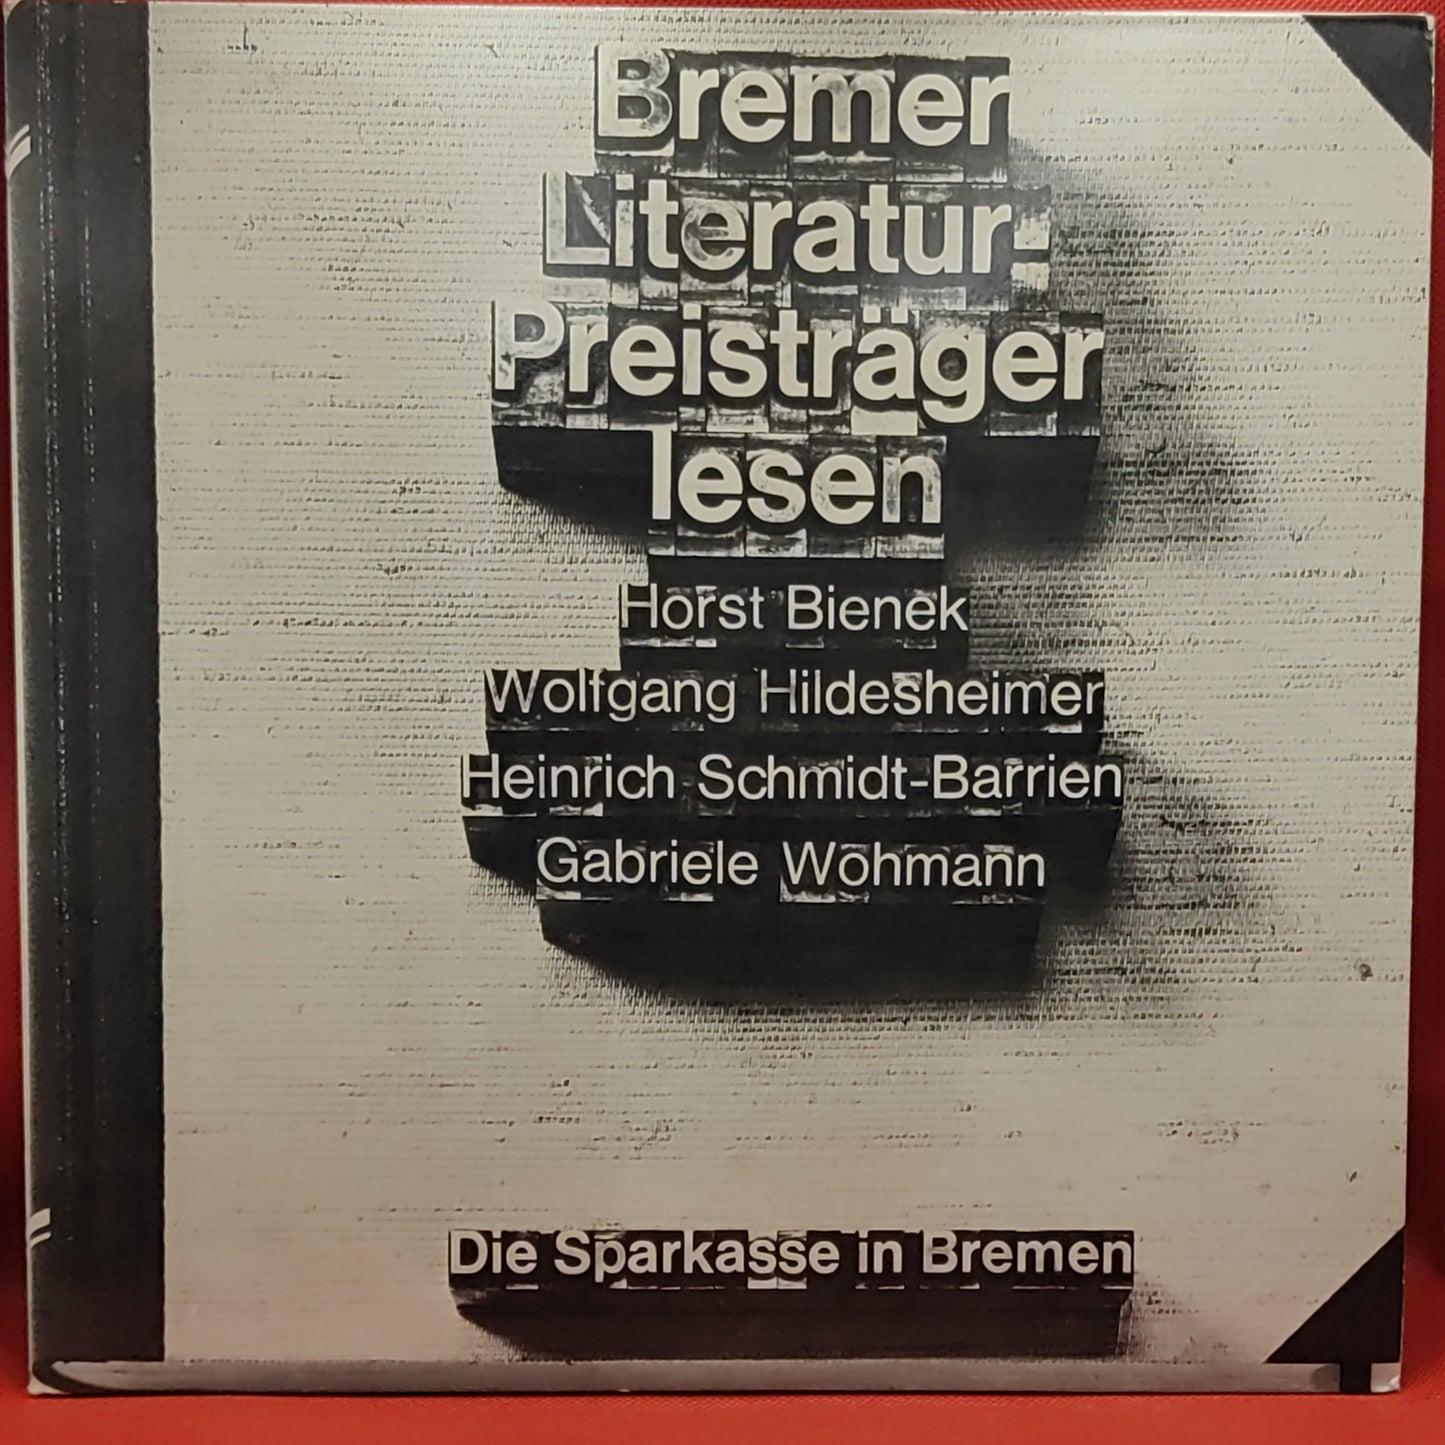 Bremer
Literatur-
Preisträger
lesen
Horst Bienek
Wolfgang Hildesheimer
Heinrich Schmidt-Barrien
Gabriele Wohmann
Die Sparkasse in Bremen